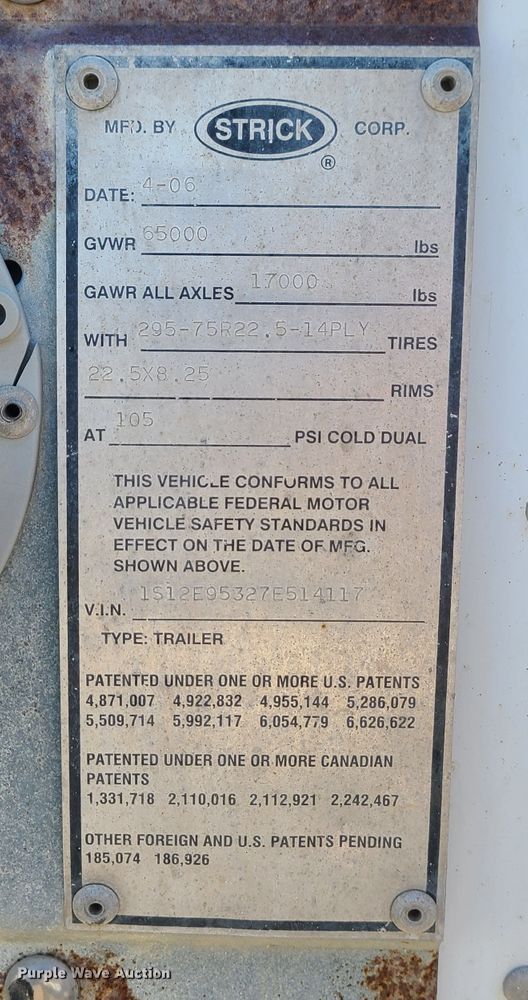 MFD. BY STRICK CORP.
®
DATE: 4-06
GVWR 65000 lbs
GAWR ALL AXLES 17000 lbs
WITH 295-75R22.5-14PLY TIRES
22.5X8.25 RIMS
AT 105 PSI COLD DUAL
THIS VEHICLE CONFORMS TO ALL
APPLICABLE FEDERAL MOTOR
VEHICLE SAFETY STANDARDS IN
EFFECT ON THE DATE OF MFG.
SHOWN ABOVE.
V.I.N. 1S12E95327E514117
TYPE: TRAILER
PATENTED UNDER ONE OR MORE U.S. PATENTS
4,871,007 4,922,832 4,955,144 5,286,079
5,509,714 5,992,117 6,054,779 6,626,622
PATENTED UNDER ONE OR MORE CANADIAN
PATENTS
1,331,718 2,110,016 2,112,921 2,242,467
OTHER FOREIGN AND U.S. PATENTS PENDING
185,074 186,926
Purple Wave Auction